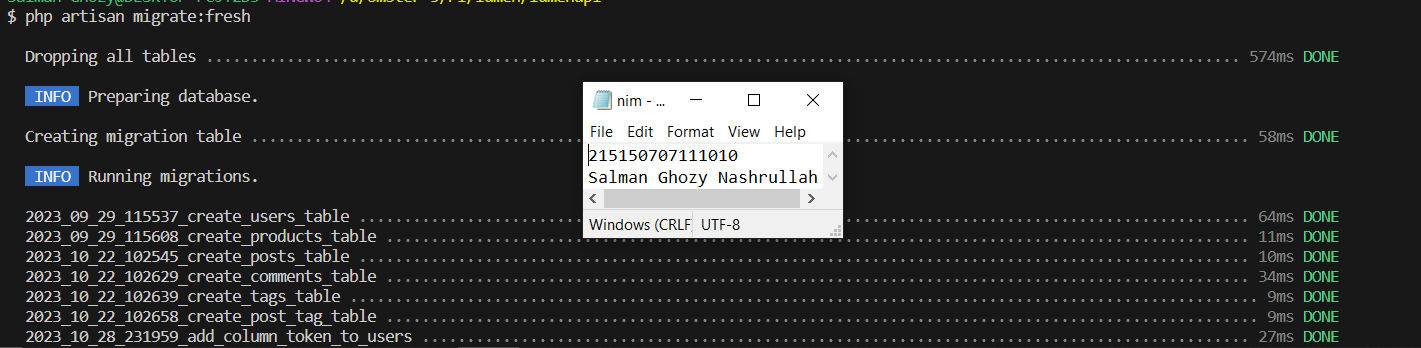 $ php artisan migrate:fresh
Dropping all tables ........................................ 574ms DONE
INFO Preparing database.
Creating migration table ........................................ 58ms DONE
INFO Running migrations.
2023_09_29_115537_create_users_table ........................................ 64ms DONE
2023_09_29_115608_create_products_table ........................................ 11ms DONE
2023_10_22_102545_create_posts_table ........................................ 10ms DONE
2023_10_22_102629_create_comments_table ........................................ 34ms DONE
2023_10_22_102639_create_tags_table ........................................ 9ms DONE
2023_10_22_102658_create_post_tag_table ........................................ 9ms DONE
2023_10_28_231959_add_column_token_to_users ........................................ 27ms DONE
nim - ...
File Edit Format View Help
215150707111010
Salman Ghozy Nashrullah
Windows (CRLF) UTF-8